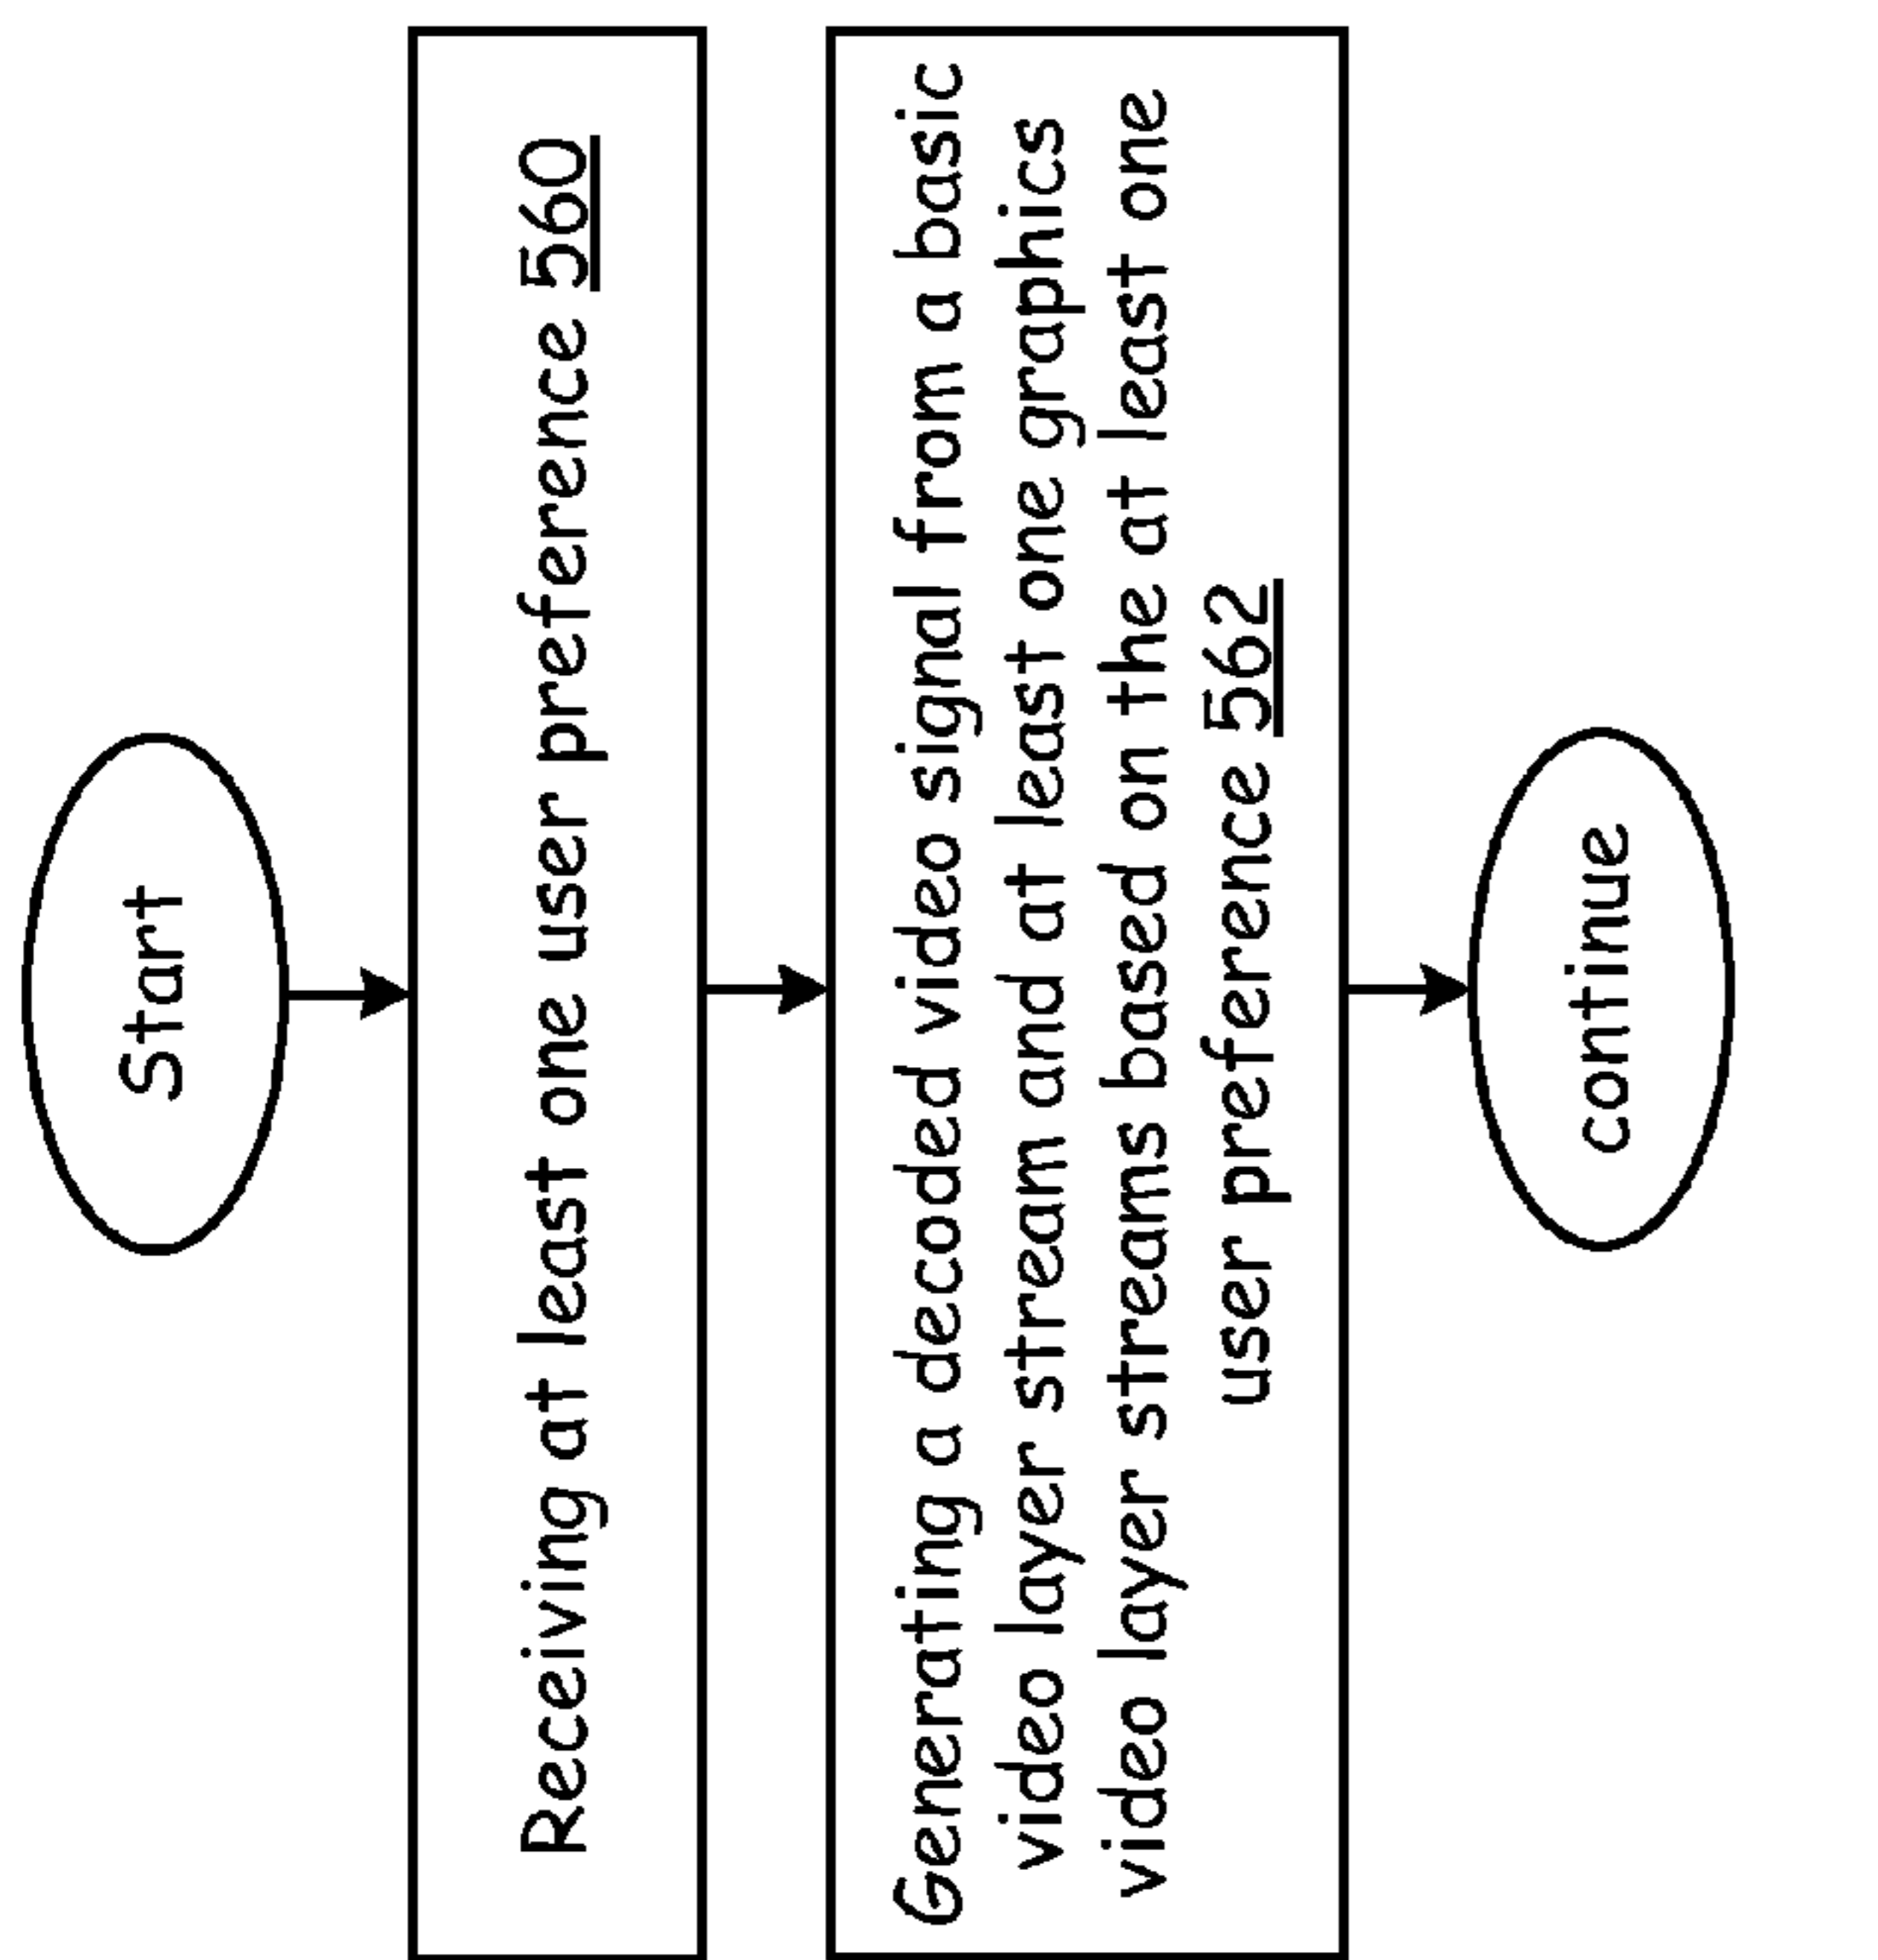 Start
Receiving at least one user preference 560
Generating a decoded video signal from a basic
video layer stream and at least one graphics
video layer streams based on the at least one
user preference 562
continue